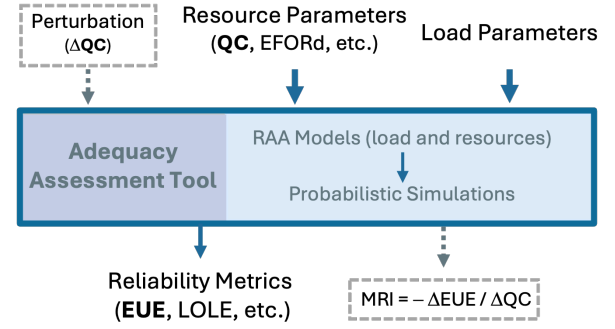 Perturbation
(ΔQC)
Resource Parameters
(QC, EFORd, etc.)
Load Parameters
Adequacy
Assessment Tool
RAA Models (load and resources)
Probabilistic Simulations
Reliability Metrics
(EUE, LOLE, etc.)
MRI = – ΔEUE / ΔQC